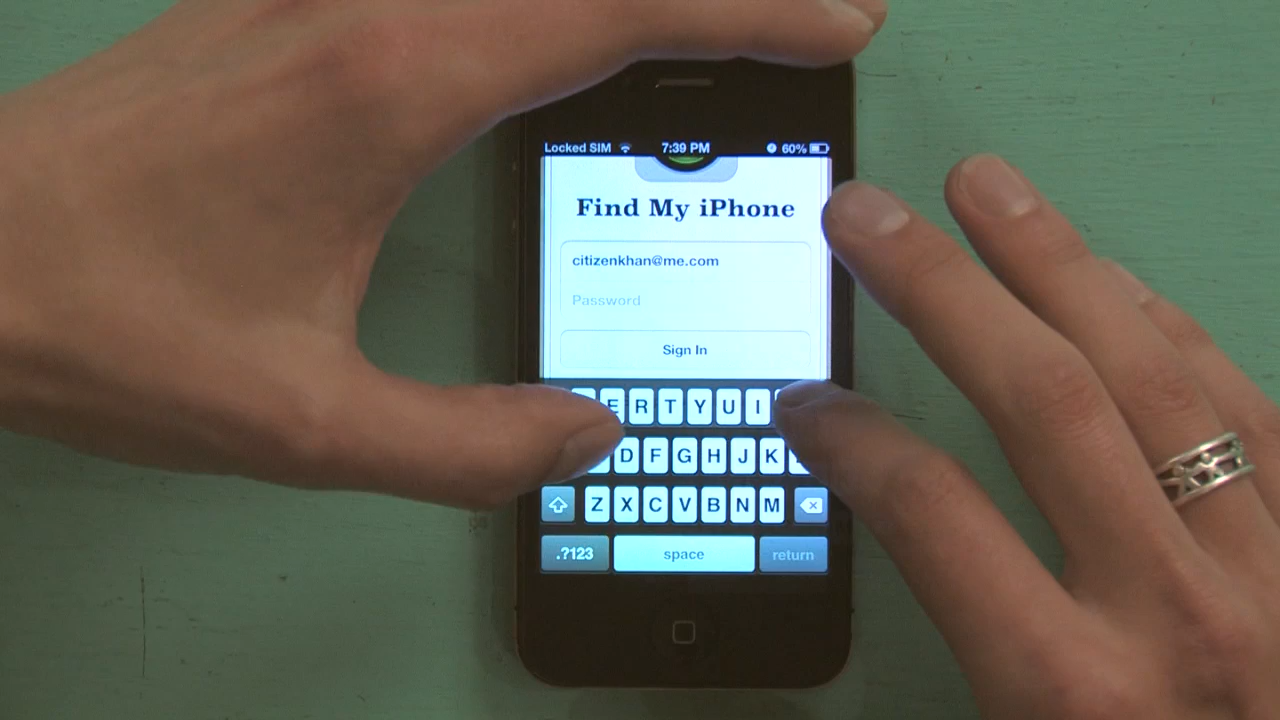 Locked SIM 7:39 PM 60%
Find My iPhone
citizenkhan@me.com
Password
Sign In
E R T Y U I
D F G H J K
Z X C V B N M
.?123 space return